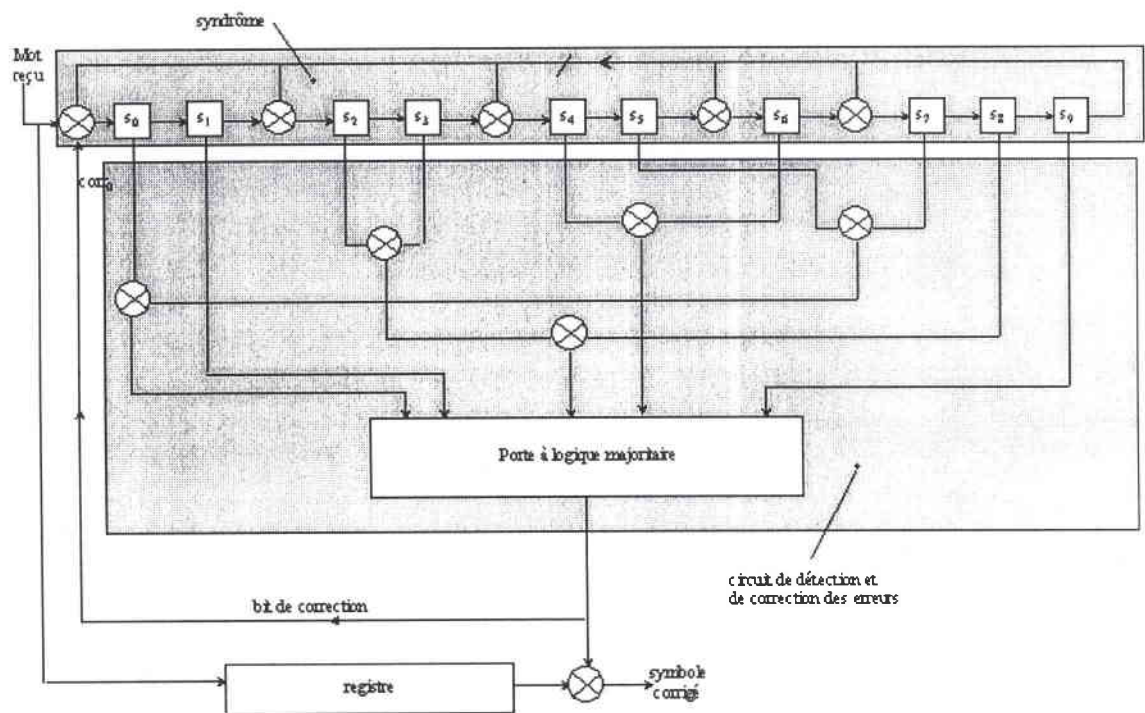 syndrôme
Mot
reçu
s0 s1 s2 s3 s4 s5 s6 s7 s8 s9
Porte à logique majoritaire
circuit de détection et
de correction des erreurs
bit de correction
registre
symbole
corrigé